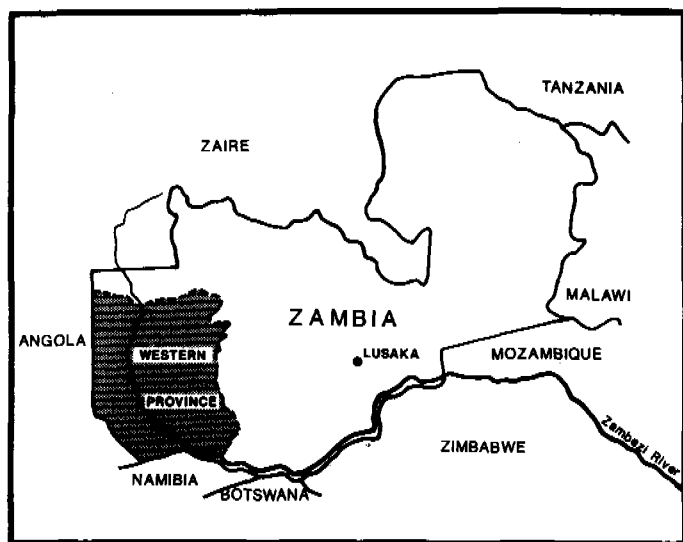 TANZANIA
ZAIRE
MALAWI
ZAMBIA
ANGOLA
WESTERN
LUSAKA
MOZAMBIQUE
PROVINCE
ZIMBABWE
Zambezi River
NAMIBIA
BOTSWANA